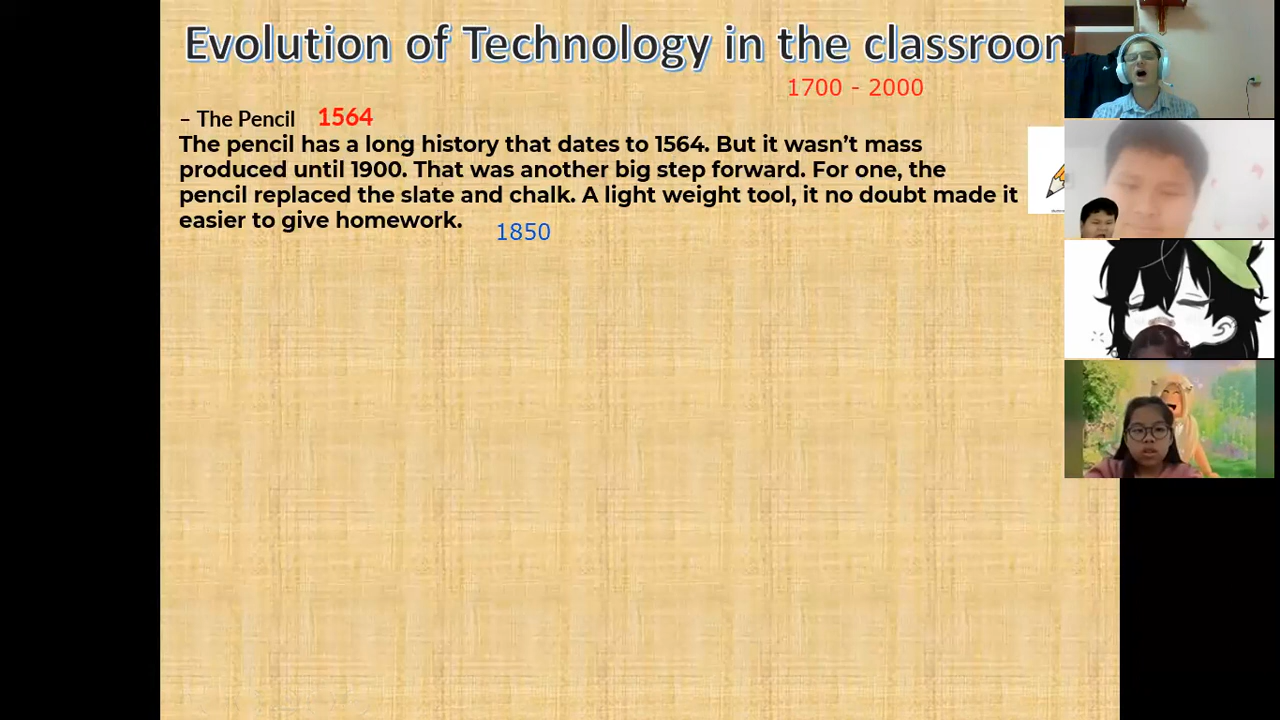 Evolution of Technology in the classroom
1700 - 2000
– The Pencil 1564
The pencil has a long history that dates to 1564. But it wasn’t mass
produced until 1900. That was another big step forward. For one, the
pencil replaced the slate and chalk. A light weight tool, it no doubt made it
easier to give homework.
1850